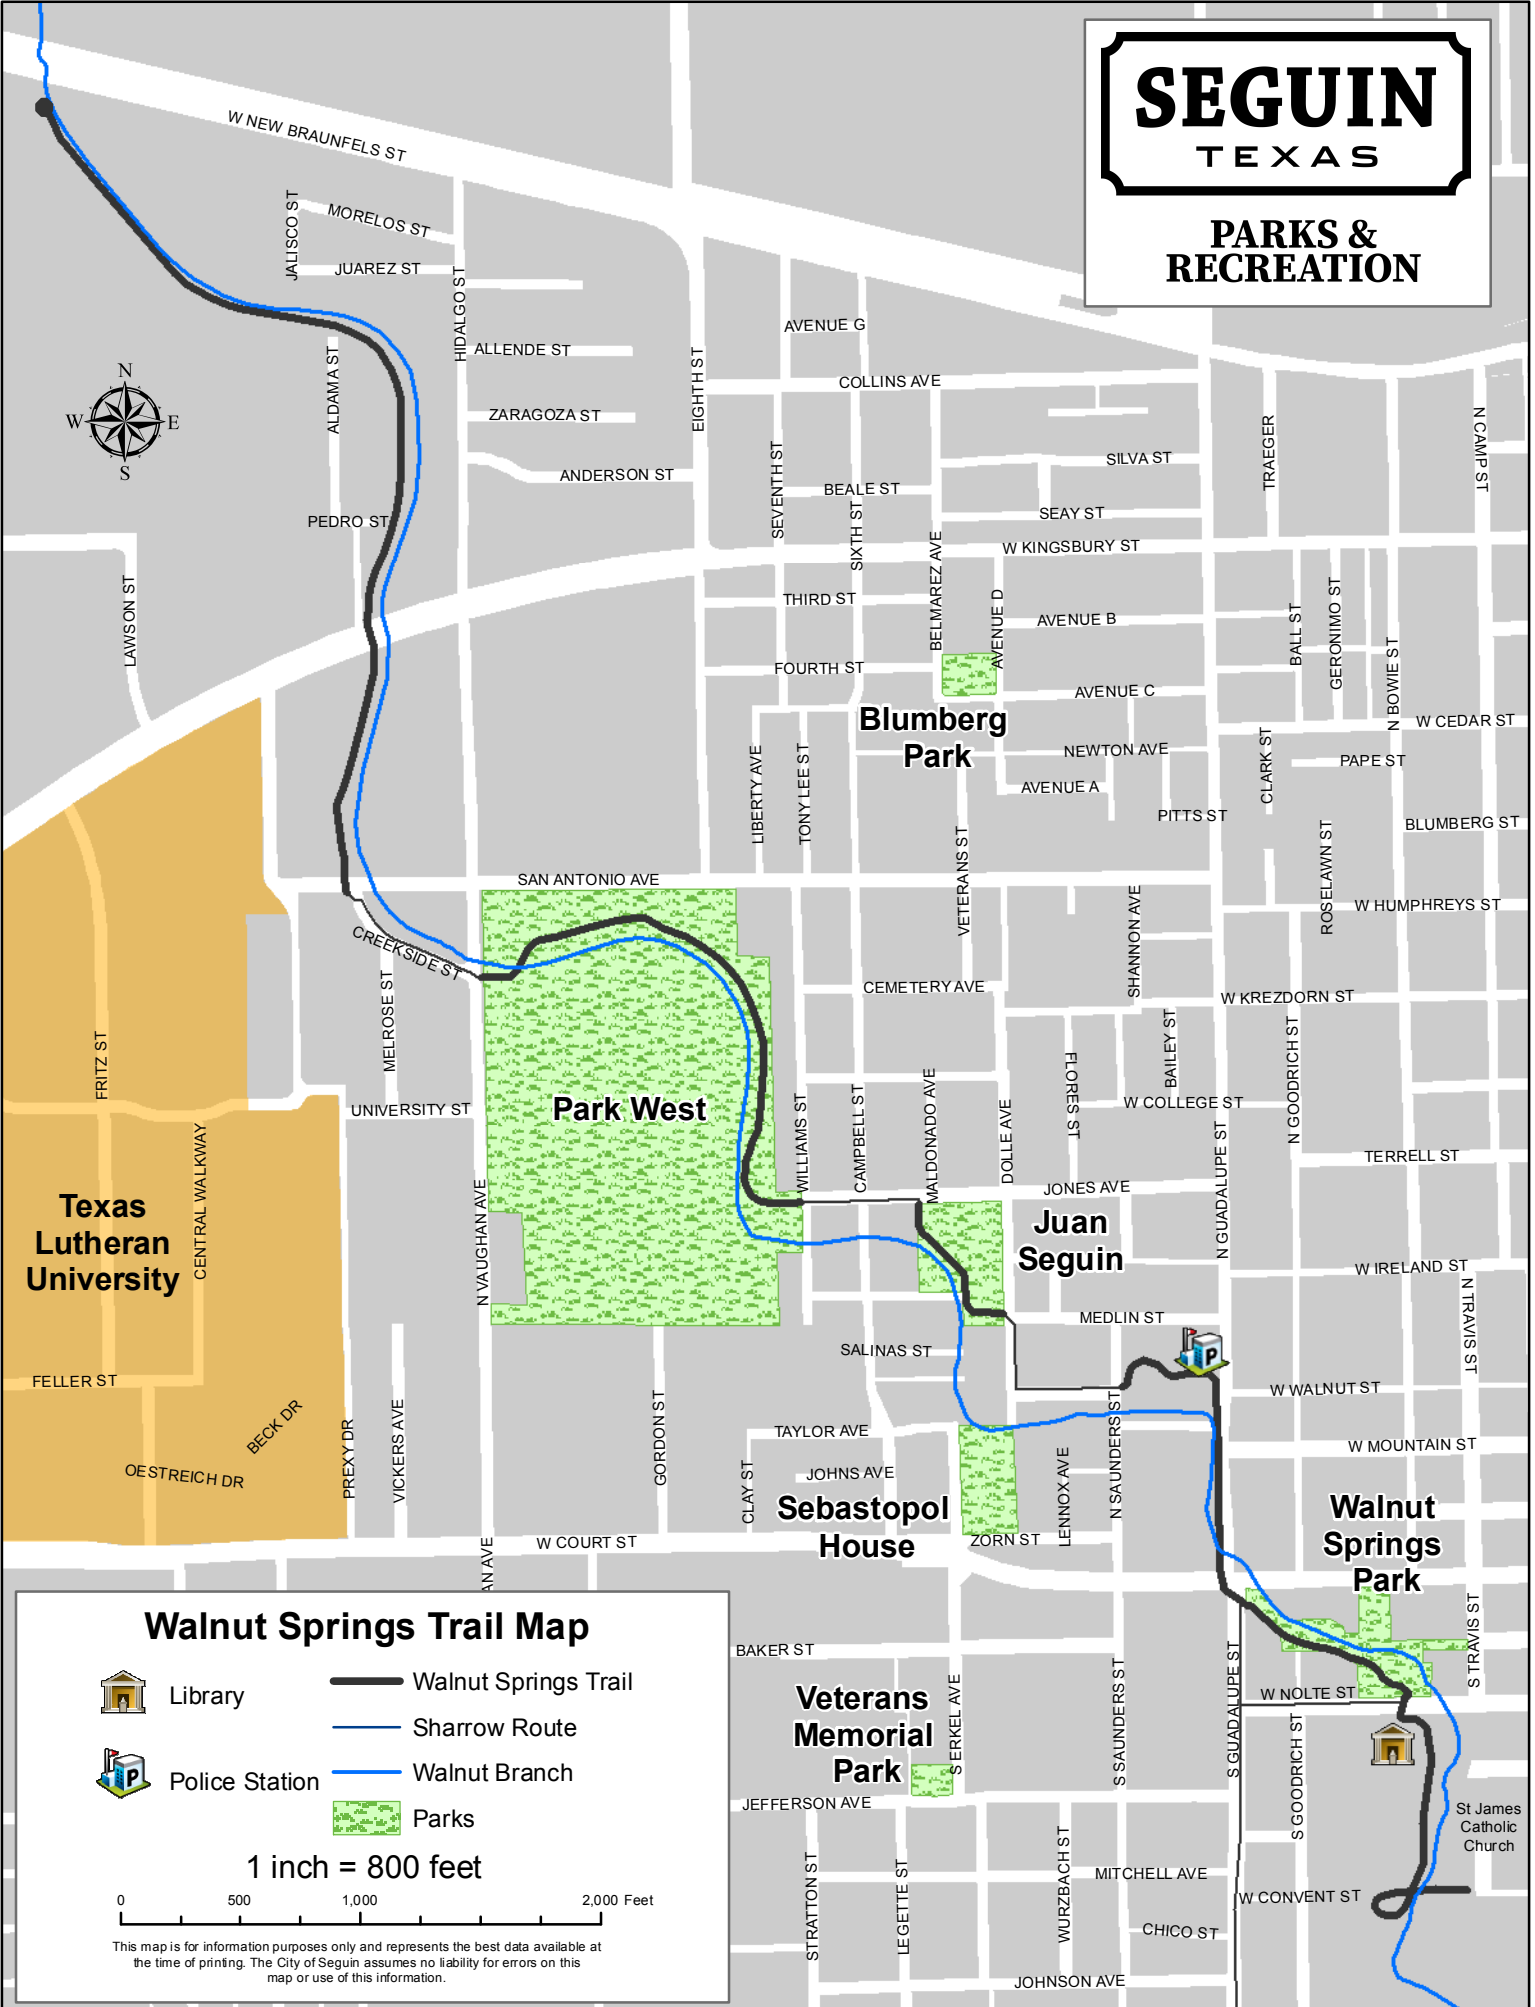 SEGUIN
TEXAS
PARKS &
RECREATION
W NEW BRAUNFELS ST
JALISCO ST
MORELOS ST
JUAREZ ST
HIDALGO ST
AVENUE G
ALLENDE ST
ALDAMA ST
EIGHTH ST
COLLINS AVE
N
W
E
S
ZARAGOZA ST
TRAEGER
N CAMP ST
ANDERSON ST
SEVENTH ST
SILVA ST
BEALE ST
PEDRO ST
SIXTH ST
SEAY ST
BELMAREZ AVE
W KINGSBURY ST
LAWSON ST
THIRD ST
AVENUE D
AVENUE B
BALL ST
GERONIMO ST
N BOWIE ST
FOURTH ST
AVENUE C
Blumberg
Park
W CEDAR ST
NEWTON AVE
CLARK ST
PAPE ST
LIBERTY AVE
TONY LEE ST
AVENUE A
PITTS ST
BLUMBERG ST
VETERANS ST
ROSELAWN ST
SAN ANTONIO AVE
SHANNON AVE
W HUMPHREYS ST
CREEKSIDE ST
CEMETERY AVE
W KREZDORN ST
MELROSE ST
FRITZ ST
BAILEY ST
N GOODRICH ST
FLORES ST
UNIVERSITY ST
Park West
WILLIAMS ST
CAMPBELL ST
MALDONADO AVE
DOLLE AVE
W COLLEGE ST
TERRELL ST
CENTRAL WALKWAY
N VAUGHAN AVE
JONES AVE
N GUADALUPE ST
Texas
Lutheran
University
Juan
Seguin
W IRELAND ST
MEDLIN ST
N TRAVIS ST
SALINAS ST
P
FELLER ST
W WALNUT ST
BECK DR
PREXY DR
VICKERS AVE
GORDON ST
TAYLOR AVE
N SAUNDERS ST
W MOUNTAIN ST
OESTREICH DR
CLAY ST
JOHNS AVE
LENNOX AVE
Sebastopol
House
Walnut
Springs
Park
W COURT ST
ZORN ST
AN AVE
BAKER ST
S GUADALUPE ST
S TRAVIS ST
S ERKEL AVE
S SAUNDERS ST
W NOLTE ST
Veterans
Memorial
Park
S GOODRICH ST
JEFFERSON AVE
St James
Catholic
Church
STRATTON ST
LEGETTE ST
WURZBACH ST
MITCHELL AVE
W CONVENT ST
CHICO ST
JOHNSON AVE
Walnut Springs Trail Map
Library
Walnut Springs Trail
Sharrow Route
P
Police Station
Walnut Branch
Parks
1 inch = 800 feet
0 500 1,000 2,000 Feet
This map is for information purposes only and represents the best data available at
the time of printing. The City of Seguin assumes no liability for errors on this
map or use of this information.